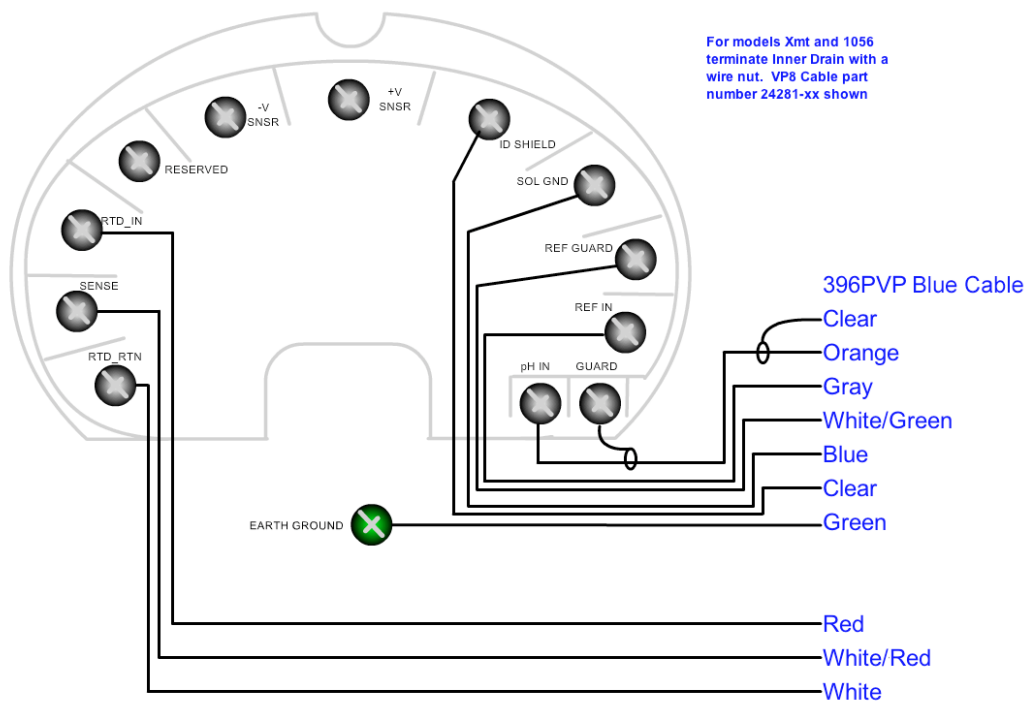 For models Xmt and 1056
terminate Inner Drain with a
wire nut. VP8 Cable part
number 24281-xx shown
-V
SNSR
+V
SNSR
ID SHIELD
RESERVED
SOL GND
RTD_IN
REF GUARD
SENSE
REF IN
RTD_RTN
pH IN
GUARD
EARTH GROUND
396PVP Blue Cable
Clear
Orange
Gray
White/Green
Blue
Clear
Green
Red
White/Red
White